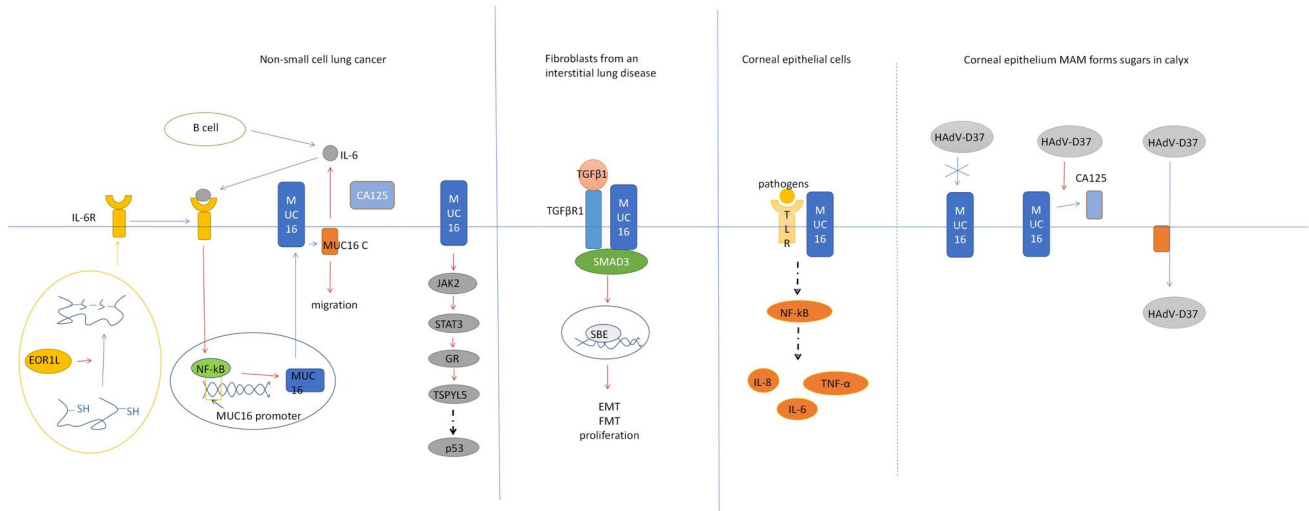 Non-small cell lung cancer
B cell
IL-6
CA125
IL-6R
M
UC
16
MUC16 C
migration
EOR1L
SH
SH
NF-kB
MUC
16
MUC16 promoter
M
UC
16
JAK2
STAT3
GR
TSPYL5
p53
Fibroblasts from an
interstitial lung disease
TGFβ1
TGFβR1
M
UC
16
SMAD3
SBE
EMT
FMT
proliferation
Corneal epithelial cells
pathogens
T
L
R
M
UC
16
NF-kB
IL-8
TNF-α
IL-6
Corneal epithelium MAM forms sugars in calyx
HAdV-D37
M
UC
16
HAdV-D37
CA125
M
UC
16
HAdV-D37
HAdV-D37